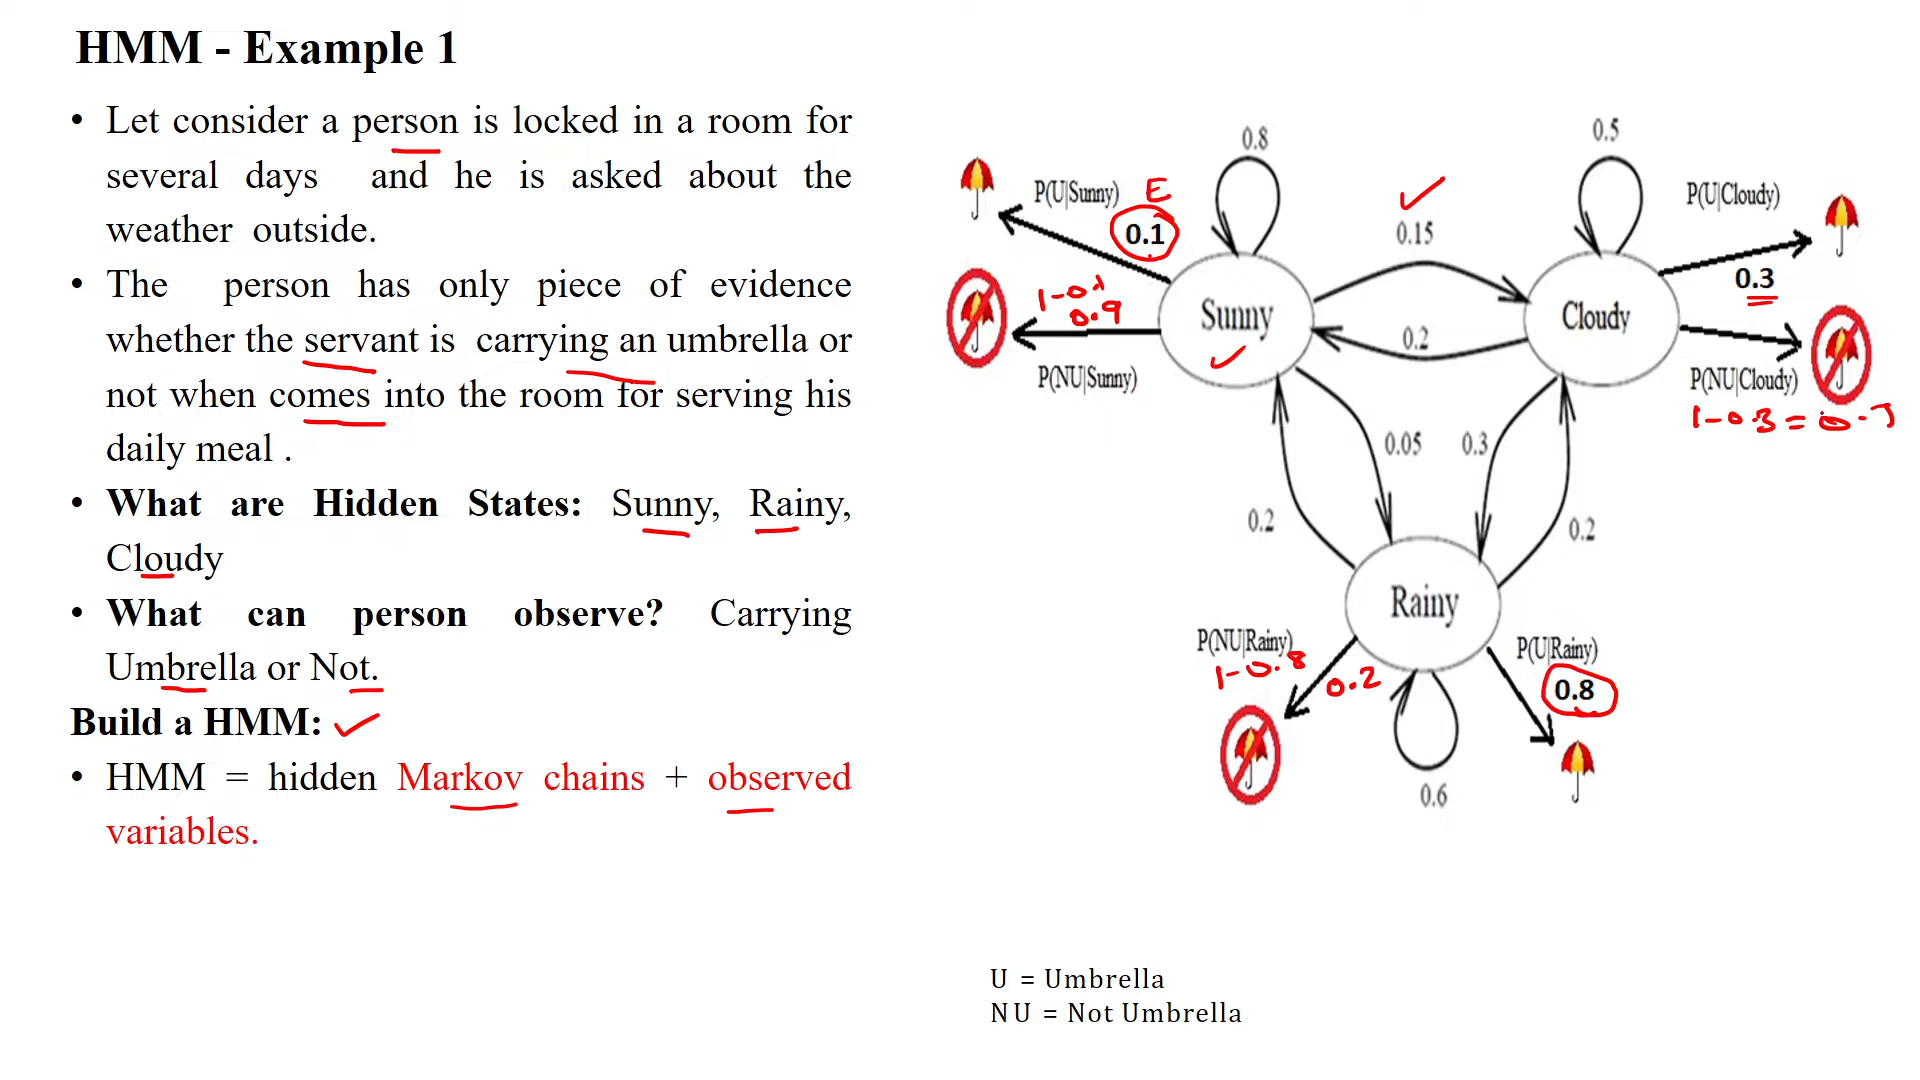 HMM - Example 1
• Let consider a person is locked in a room for
several days and he is asked about the
weather outside.
• The person has only piece of evidence
whether the servant is carrying an umbrella or
not when comes into the room for serving his
daily meal .
• What are Hidden States: Sunny, Rainy,
Cloudy
• What can person observe? Carrying
Umbrella or Not.
Build a HMM:
• HMM = hidden Markov chains + observed
variables.
0.8
0.5
P(U|Sunny) E
0.1
0.15
P(U|Cloudy)
0.3
1-0.1
0.9
Sunny
Cloudy
0.2
P(NU|Sunny)
P(NU|Cloudy)
1-0.3=0.7
0.05
0.3
0.2
0.2
Rainy
P(NU|Rainy)
1-0.8
0.2
P(U|Rainy)
0.8
0.6
U = Umbrella
NU = Not Umbrella